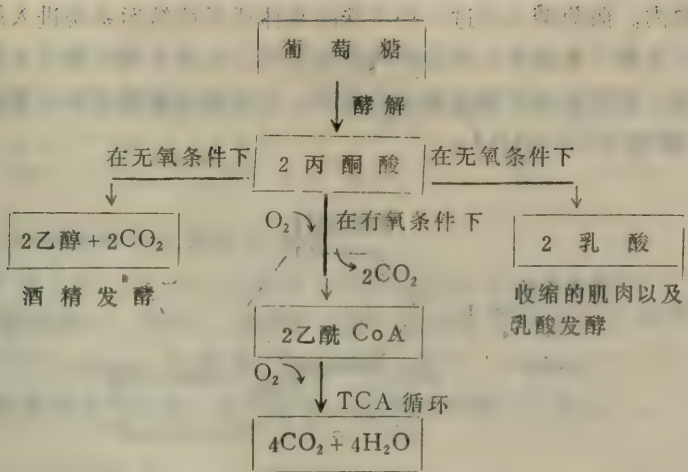 葡萄糖
酵解
在无氧条件下
2 丙酮酸
在无氧条件下
O₂
在有氧条件下
2乙醇+2CO₂
2CO₂
2 乳酸
酒精发酵
收缩的肌肉以及
乳酸发酵
2乙酰 CoA
O₂
TCA 循环
4CO₂+4H₂O